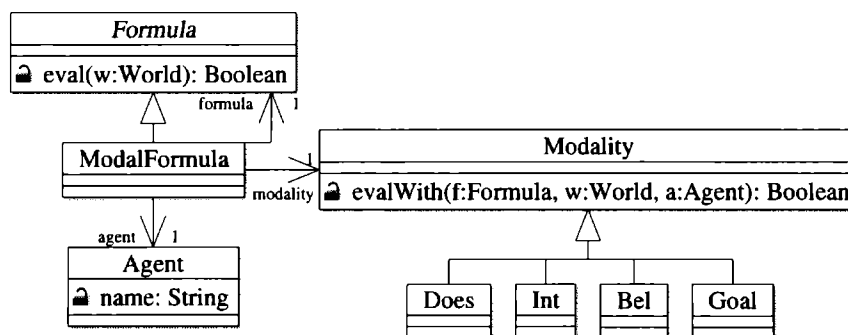 Formula
eval(w:World): Boolean
formula 1
ModalFormula
1
modality
Modality
evalWith(f:Formula, w:World, a:Agent): Boolean
agent 1
Agent
name: String
Does Int Bel Goal